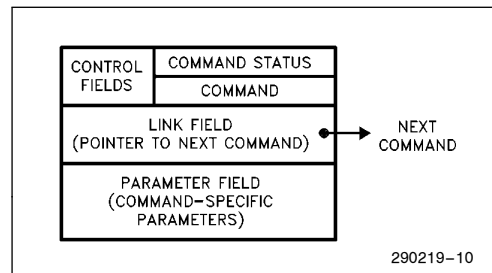 CONTROL
FIELDS
COMMAND STATUS
COMMAND
LINK FIELD
(POINTER TO NEXT COMMAND)
NEXT
COMMAND
PARAMETER FIELD
(COMMAND–SPECIFIC
PARAMETERS)
290219–10